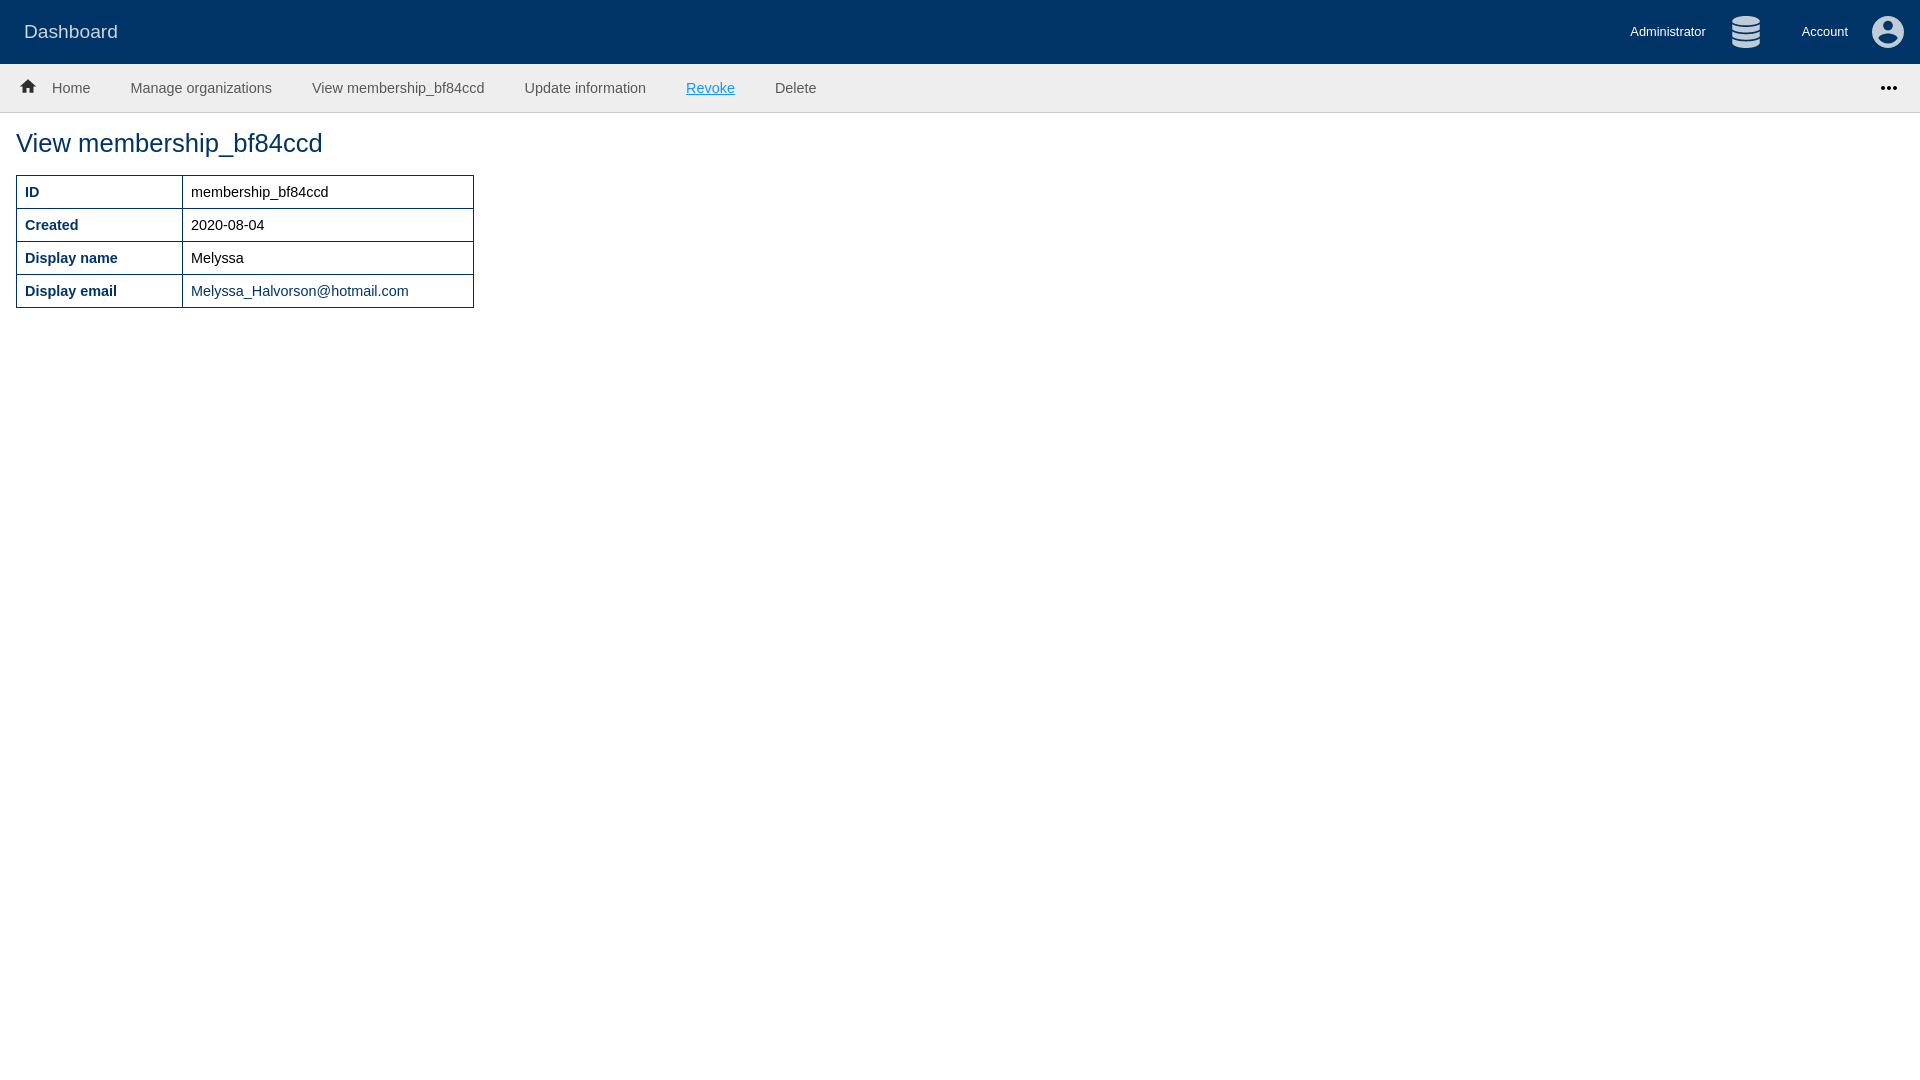 Dashboard
Administrator
Account
Home Manage organizations View membership_bf84ccd Update information Revoke Delete
View membership_bf84ccd
ID membership_bf84ccd
Created 2020-08-04
Display name Melyssa
Display email Melyssa_Halvorson@hotmail.com